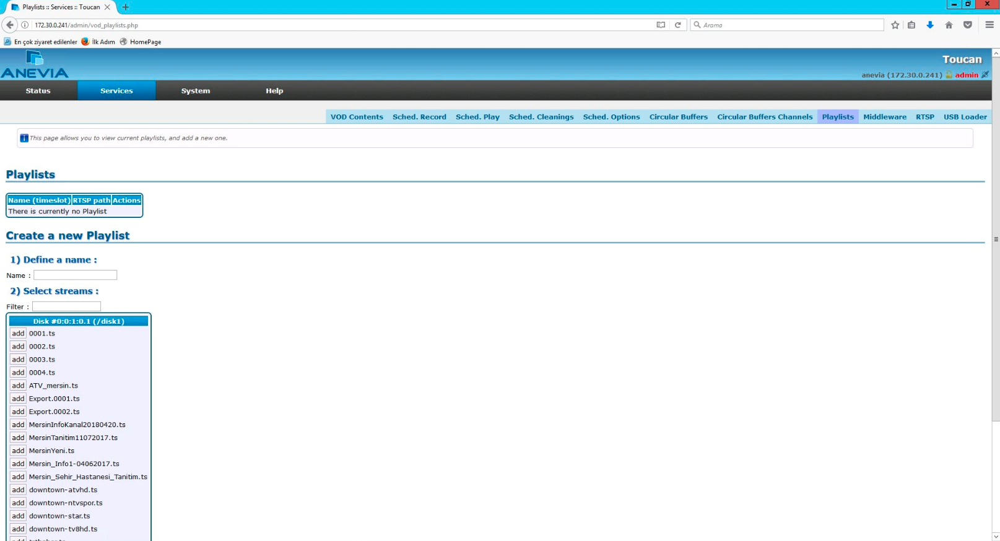 Playlists :: Services :: Toucan
172.30.0.241/admin/vod_playlists.php
Arama
En çok ziyaret edilenler İlk Adım HomePage
ANEVIA
Toucan
anevia (172.30.0.241) admin
Status Services System Help
VOD Contents Sched. Record Sched. Play Sched. Cleanings Sched. Options Circular Buffers Circular Buffers Channels Playlists Middleware RTSP USB Loader
This page allows you to view current playlists, and add a new one.
Playlists
Name (timeslot) RTSP path Actions
There is currently no Playlist
Create a new Playlist
1) Define a name :
Name :
2) Select streams :
Filter :
Disk #0:0:1:0.1 (/disk1)
add 0001.ts
add 0002.ts
add 0003.ts
add 0004.ts
add ATV_mersin.ts
add Export.0001.ts
add Export.0002.ts
add MersinInfoKanal20180420.ts
add MersinTanitim11072017.ts
add MersinYeni.ts
add Mersin_Info1-04062017.ts
add Mersin_Sehir_Hastanesi_Tanitim.ts
add downtown-atvhd.ts
add downtown-ntvspor.ts
add downtown-star.ts
add downtown-tv8hd.ts